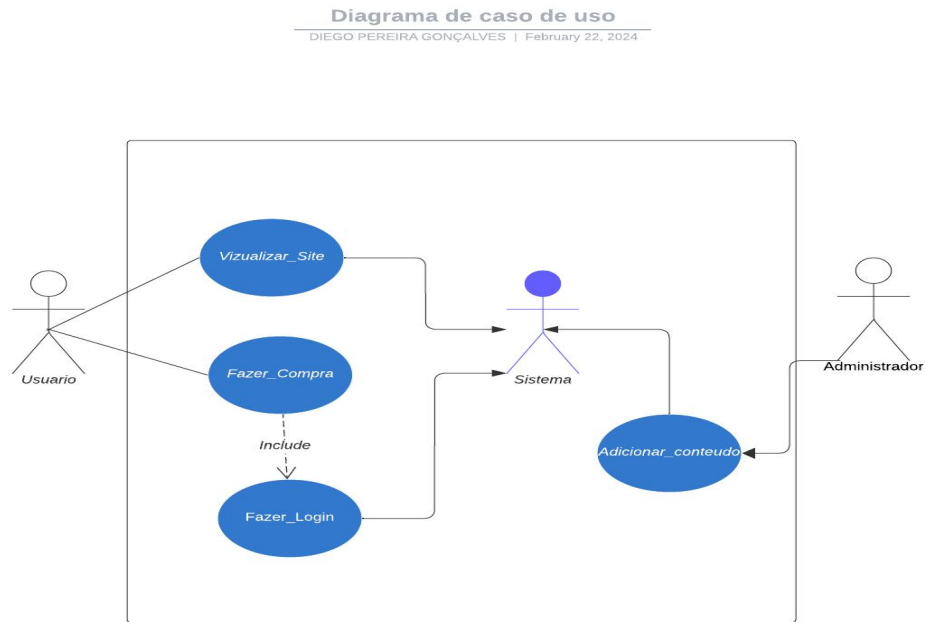 Diagrama de caso de uso
DIEGO PEREIRA GONÇALVES | February 22, 2024
Vizualizar_Site
Usuario
Fazer_Compra
Sistema
Administrador
Include
Adicionar_conteudo
Fazer_Login